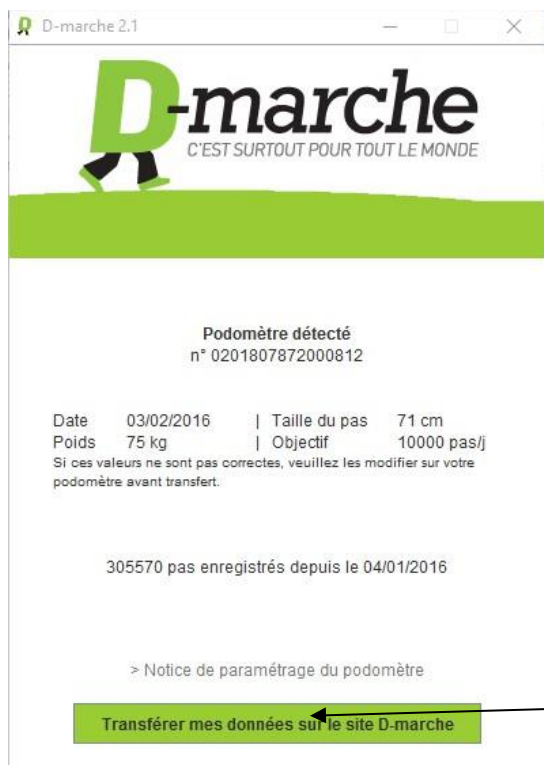 D-marche 2.1
D-marche
C'EST SURTOUT POUR TOUT LE MONDE
Podomètre détecté
n° 0201807872000812
Date 03/02/2016 | Taille du pas 71 cm
Poids 75 kg | Objectif 10000 pas/j
Si ces valeurs ne sont pas correctes, veuillez les modifier sur votre
podomètre avant transfert.
305570 pas enregistrés depuis le 04/01/2016
> Notice de paramétrage du podomètre
Transférer mes données sur le site D-marche